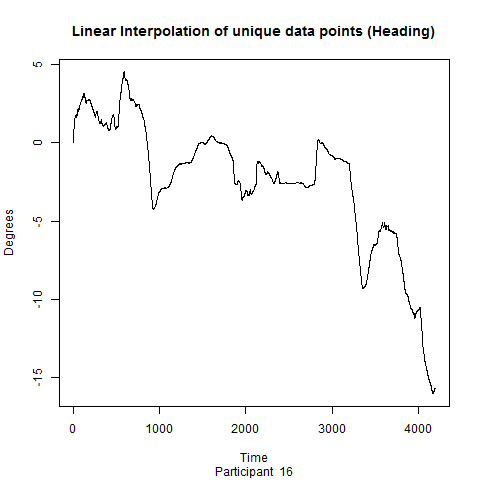 Linear Interpolation of unique data points (Heading)
5
0
-5
-10
-15
Degrees
0 1000 2000 3000 4000
Time
Participant 16